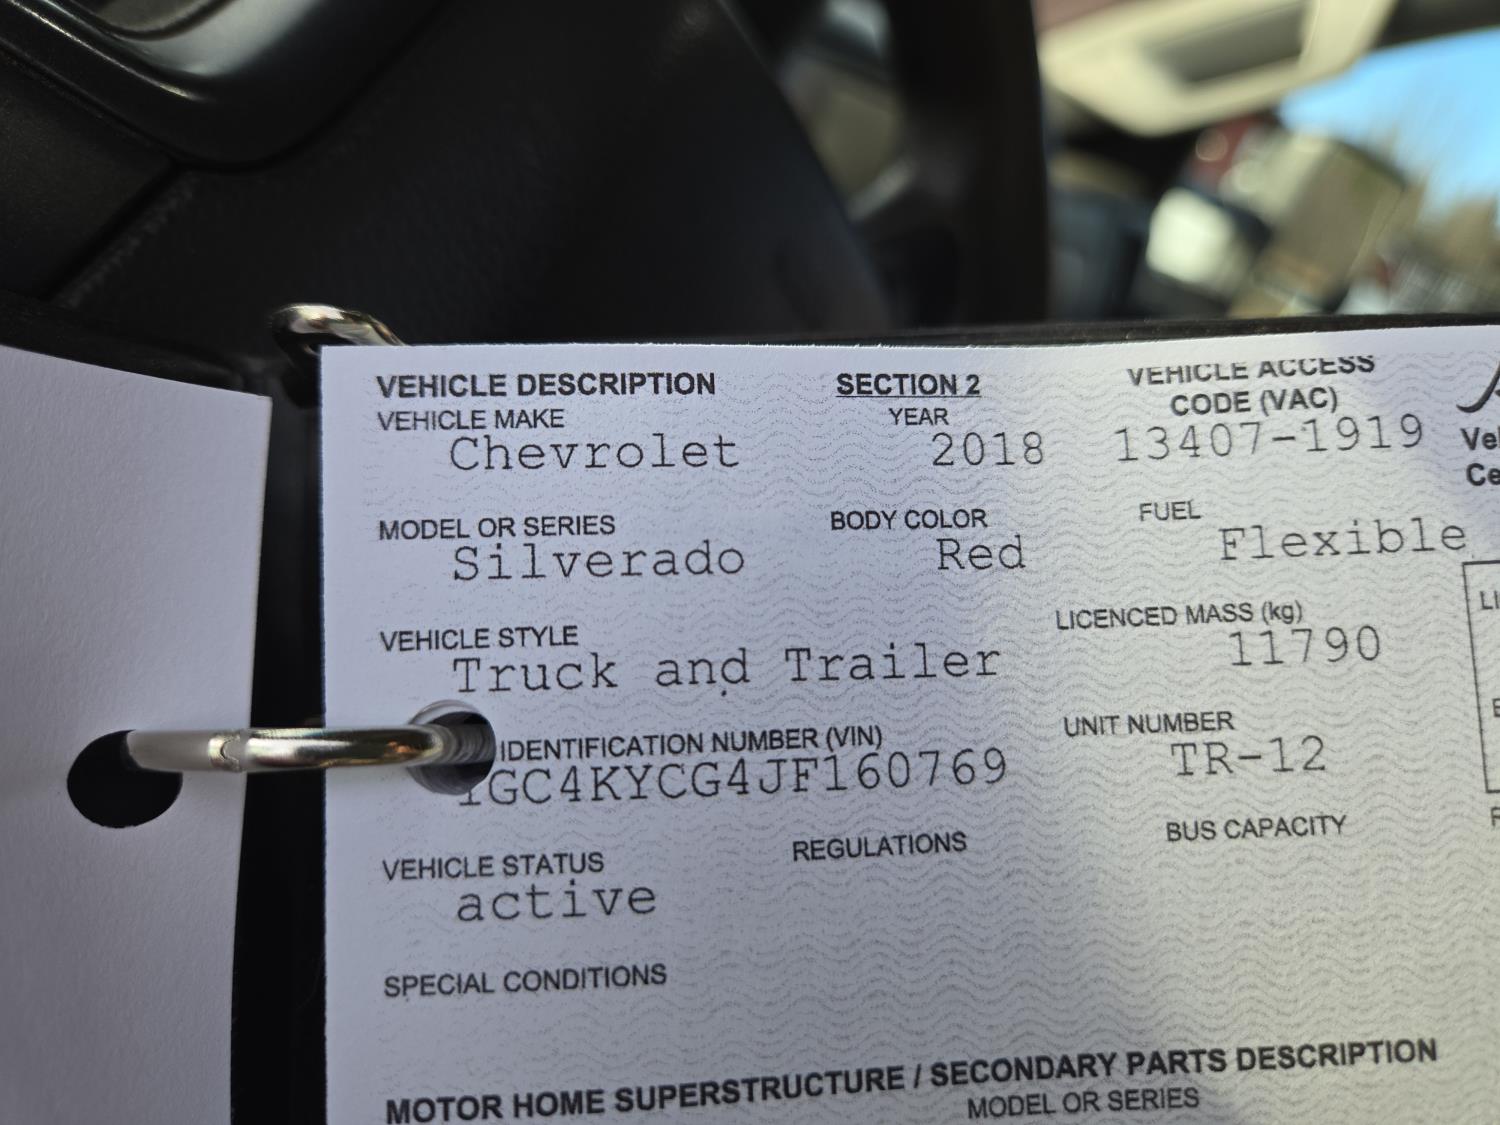 VEHICLE DESCRIPTION SECTION 2 VEHICLE ACCESS
CODE (VAC)
VEHICLE MAKE YEAR
Chevrolet 2018 13407-1919
MODEL OR SERIES BODY COLOR FUEL
Silverado Red Flexible
VEHICLE STYLE LICENCED MASS (kg)
Truck and Trailer 11790
IDENTIFICATION NUMBER (VIN) UNIT NUMBER
1GC4KYCG4JF160769 TR-12
VEHICLE STATUS REGULATIONS BUS CAPACITY
active
SPECIAL CONDITIONS
MOTOR HOME SUPERSTRUCTURE / SECONDARY PARTS DESCRIPTION
MODEL OR SERIES